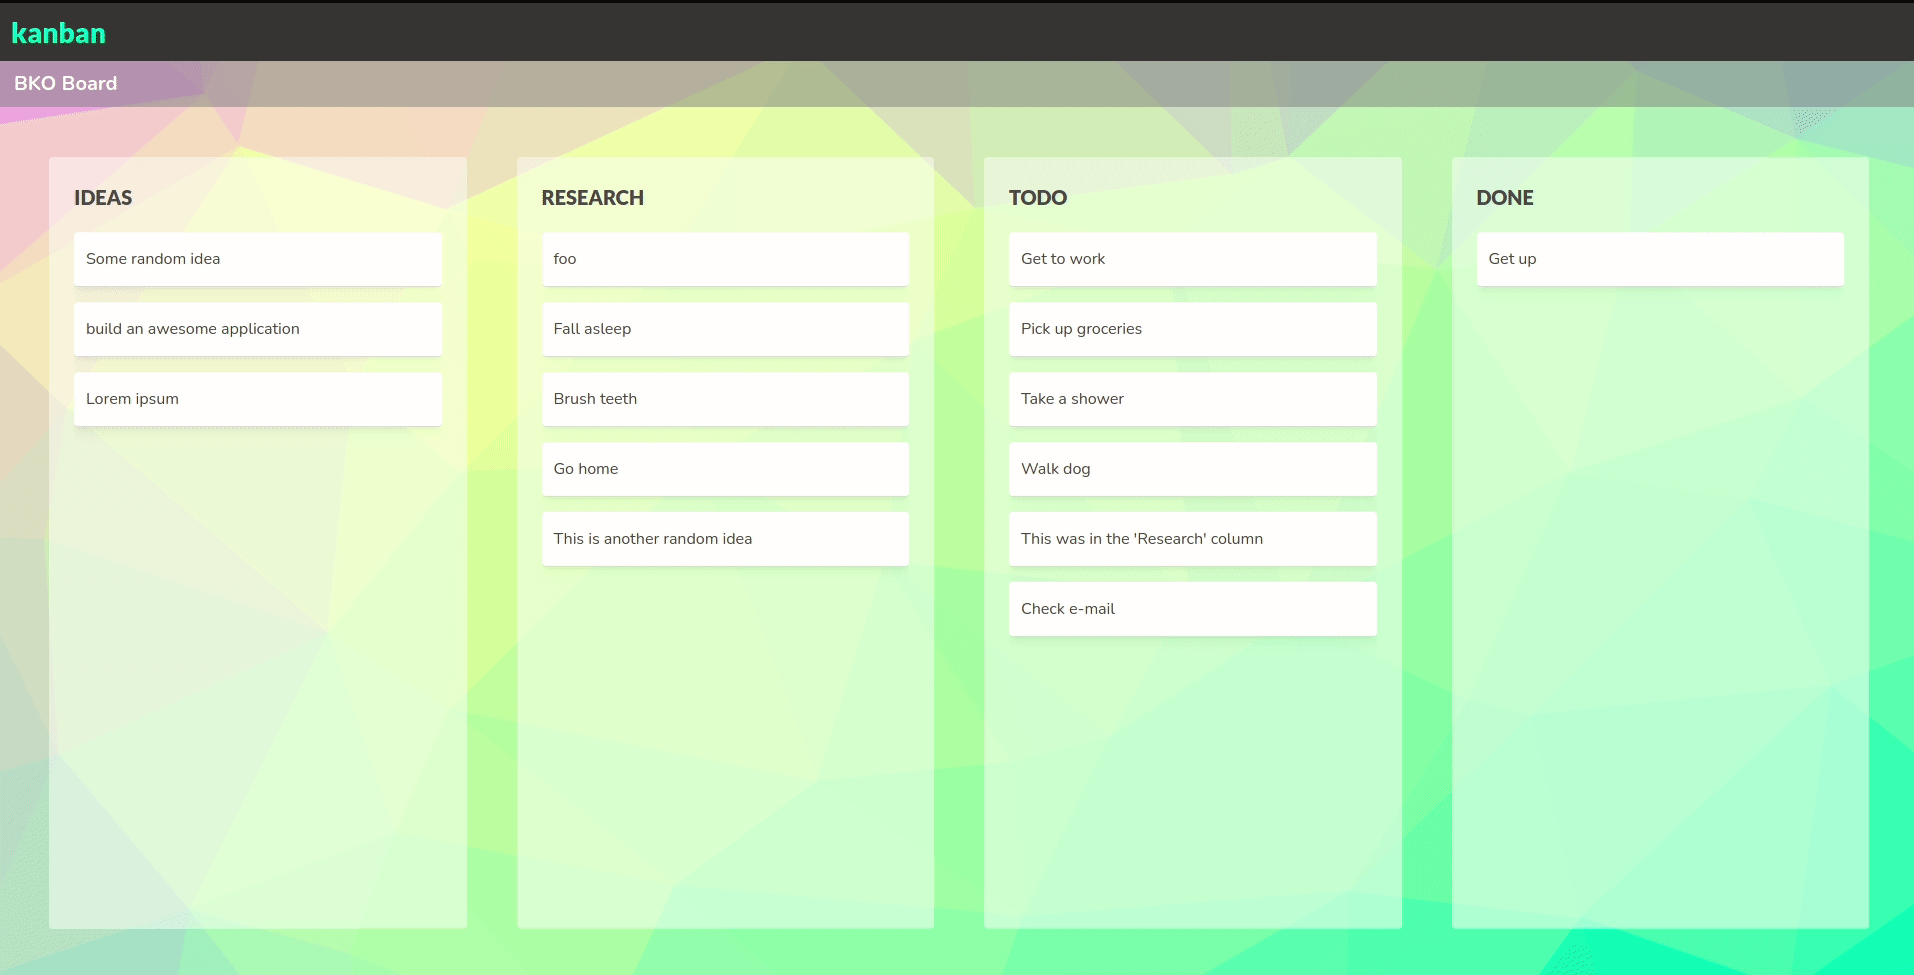 kanban
BKO Board
IDEAS
Some random idea
build an awesome application
Lorem ipsum
RESEARCH
foo
Fall asleep
Brush teeth
Go home
This is another random idea
TODO
Get to work
Pick up groceries
Take a shower
Walk dog
This was in the 'Research' column
Check e-mail
DONE
Get up